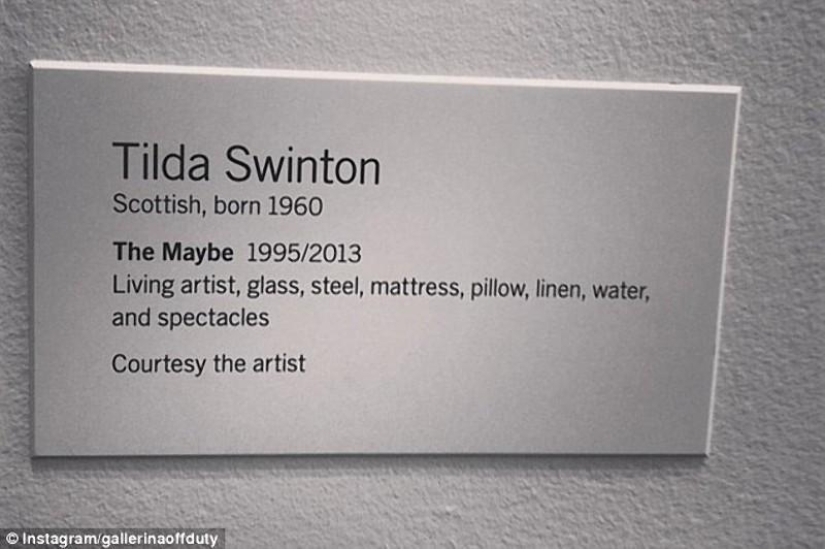 Tilda Swinton
Scottish, born 1960
The Maybe 1995/2013
Living artist, glass, steel, mattress, pillow, linen, water,
and spectacles
Courtesy the artist
© Instagram/gallerinaoffduty